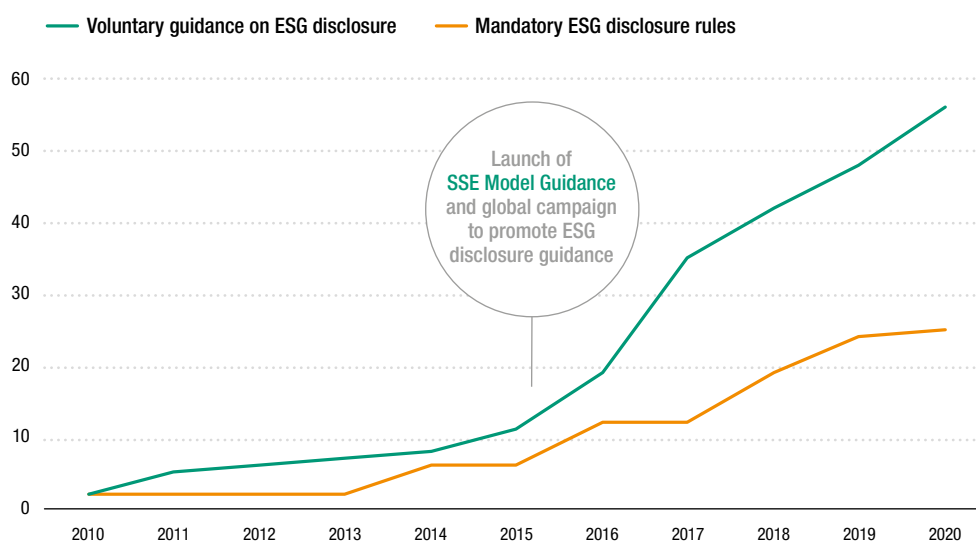 Voluntary guidance on ESG disclosure
Mandatory ESG disclosure rules
60
50
40
30
20
10
0
Launch of
SSE Model Guidance
and global campaign
to promote ESG
disclosure guidance
2010 2011 2012 2013 2014 2015 2016 2017 2018 2019 2020